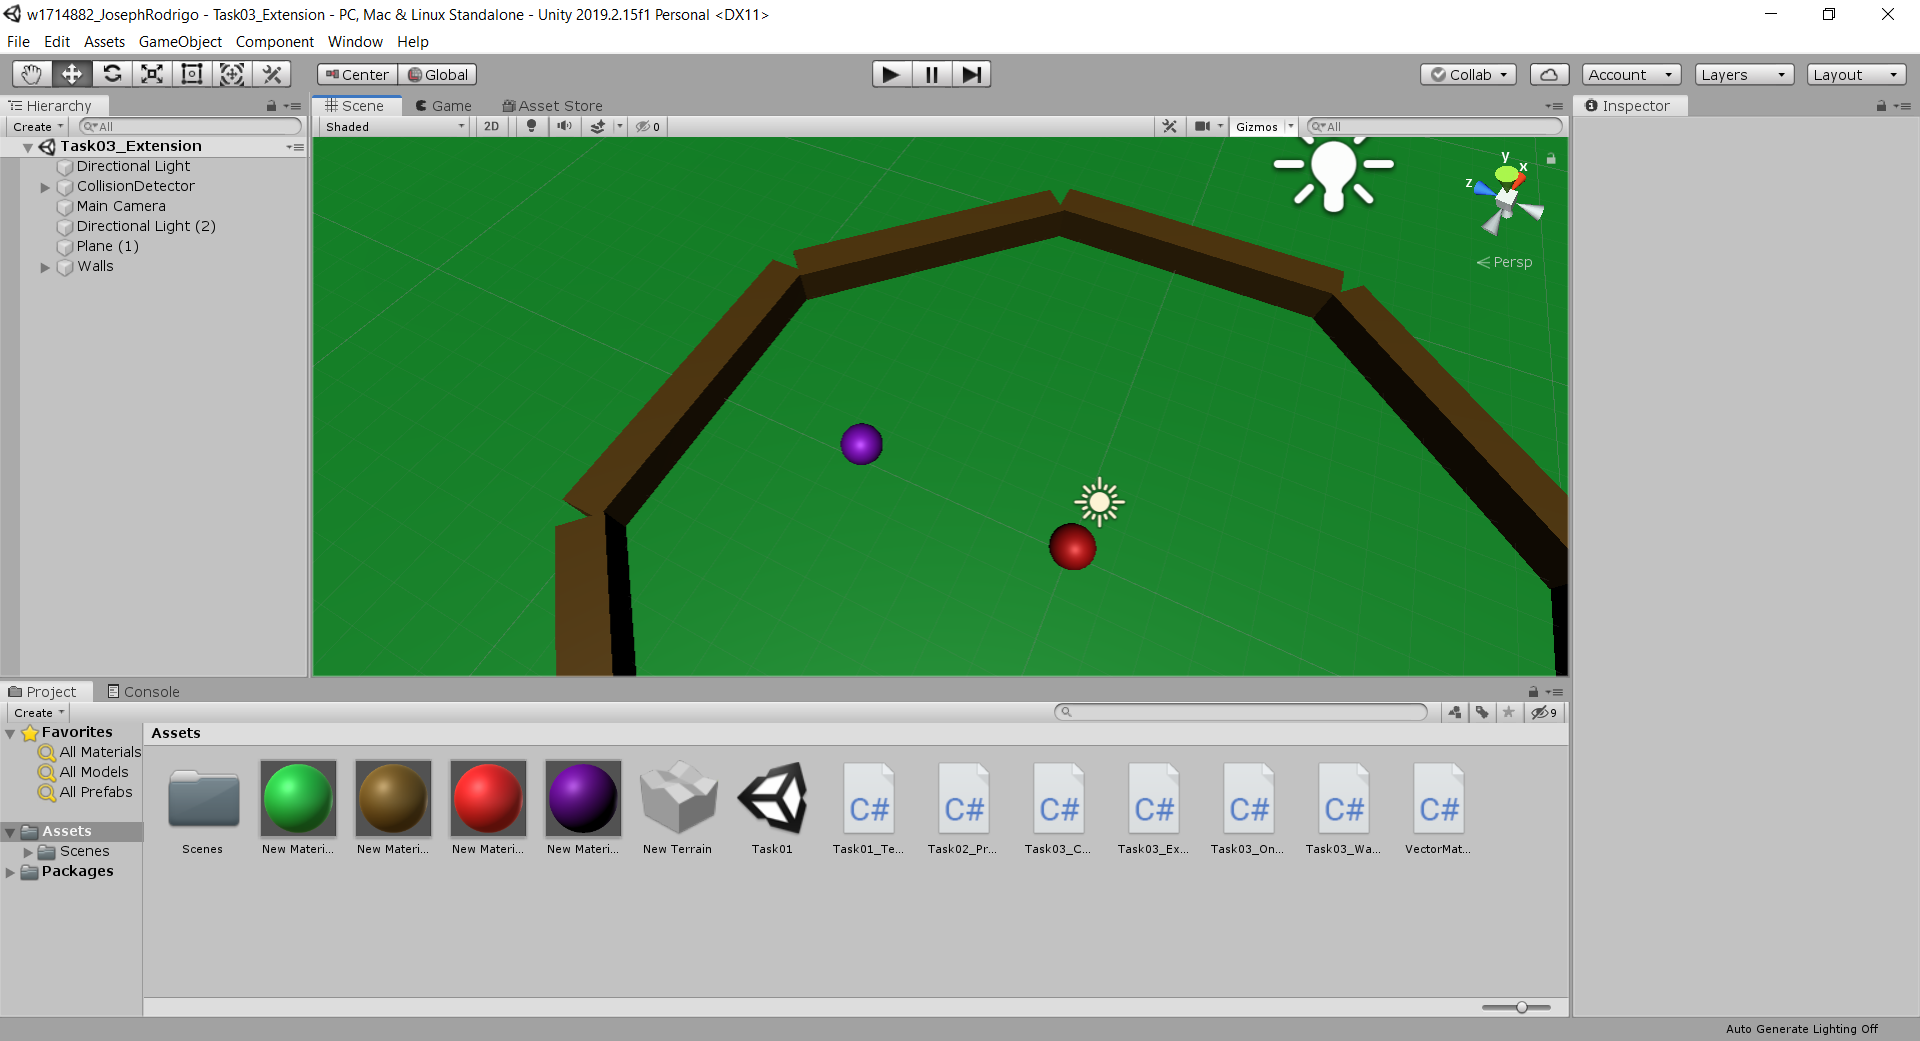 w1714882_JosephRodrigo - Task03_Extension - PC, Mac & Linux Standalone - Unity 2019.2.15f1 Personal <DX11>
File Edit Assets GameObject Component Window Help
Center Global Collab Account Layers Layout
Hierarchy Scene Game Asset Store Inspector
Create All Shaded 2D 0 Gizmos All
Task03_Extension
Directional Light
CollisionDetector
Main Camera
Directional Light (2)
Plane (1)
Walls
y
x
z
Persp
Project Console
Create 9
Favorites Assets
All Materials
All Models
All Prefabs
Assets
Scenes
Packages
Scenes New Materi... New Materi... New Materi... New Materi... New Terrain Task01 Task01_Te... Task02_Pr... Task03_C... Task03_Ex... Task03_On... Task03_Wa... VectorMat...
C# C# C# C# C# C# C#
Auto Generate Lighting Off